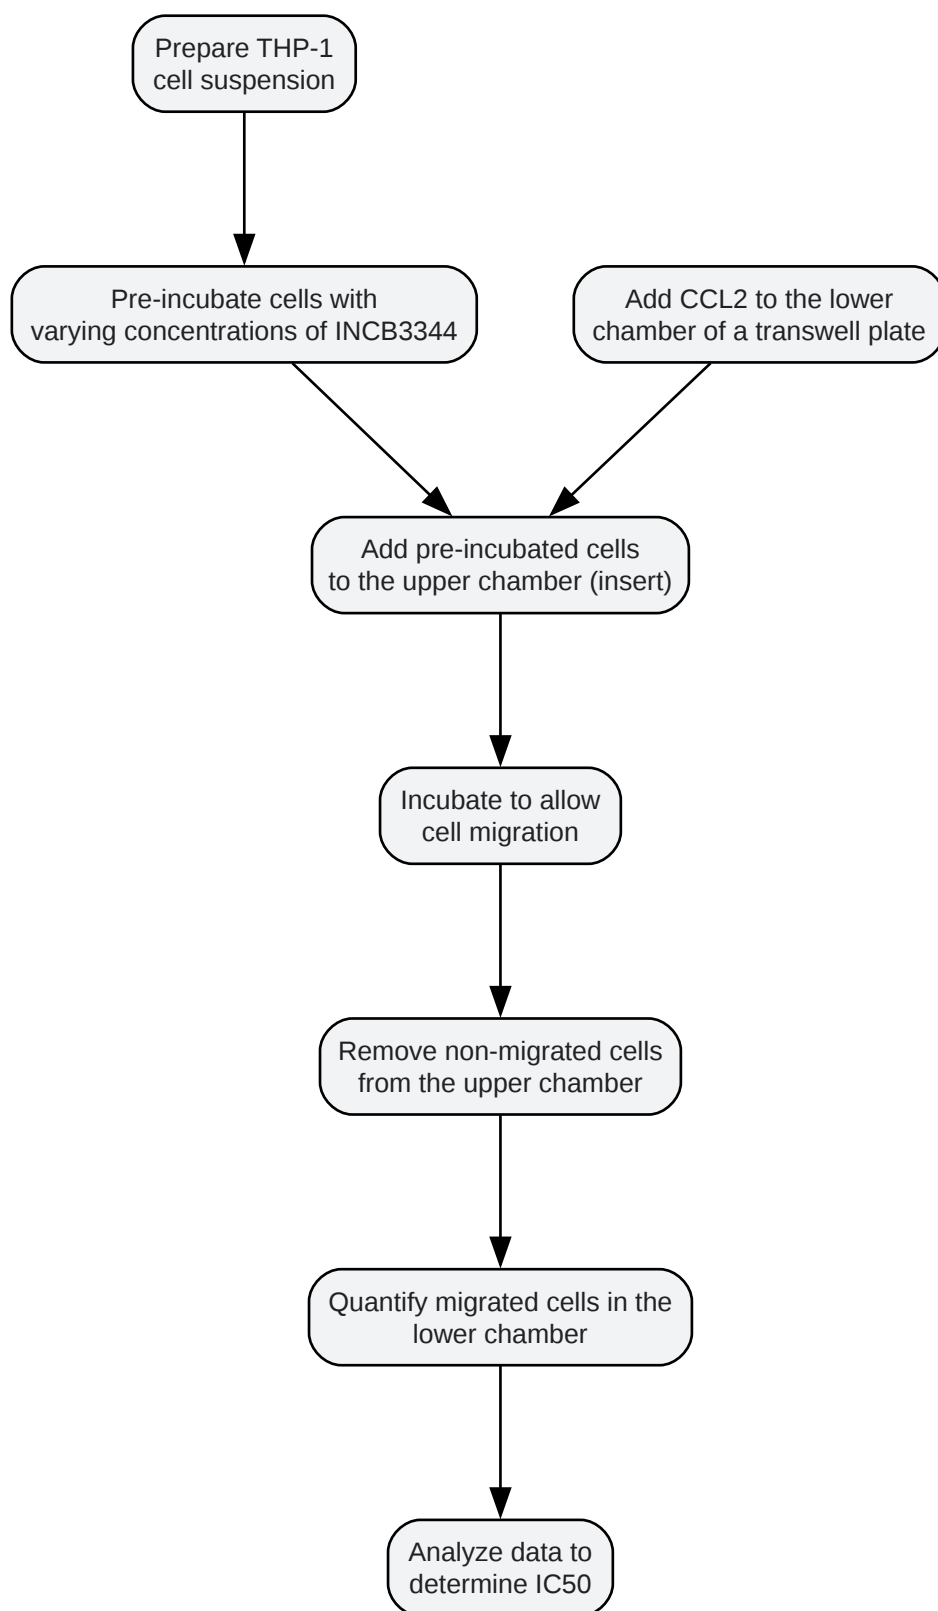 Prepare THP-1
cell suspension
Pre-incubate cells with
varying concentrations of INCB3344
Add CCL2 to the lower
chamber of a transwell plate
Add pre-incubated cells
to the upper chamber (insert)
Incubate to allow
cell migration
Remove non-migrated cells
from the upper chamber
Quantify migrated cells in the
lower chamber
Analyze data to
determine IC50